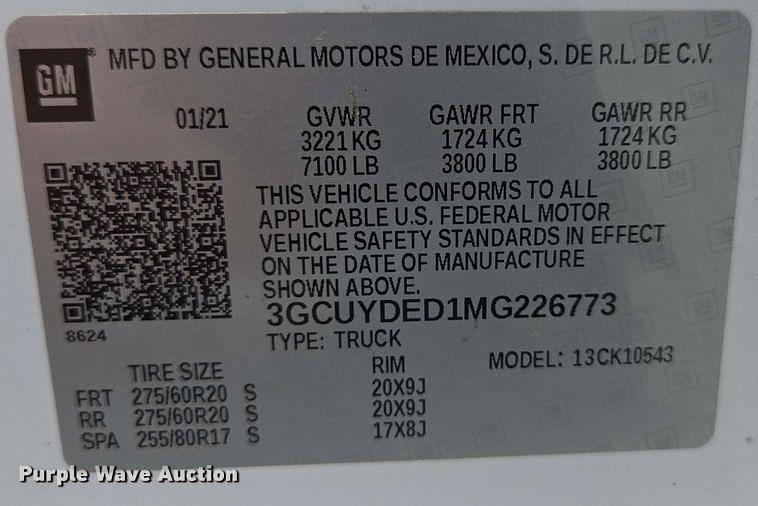 GM
MFD BY GENERAL MOTORS DE MEXICO, S. DE R.L. DE C.V.
01/21 GVWR GAWR FRT GAWR RR
3221 KG 1724 KG 1724 KG
7100 LB 3800 LB 3800 LB
THIS VEHICLE CONFORMS TO ALL
APPLICABLE U.S. FEDERAL MOTOR
VEHICLE SAFETY STANDARDS IN EFFECT
ON THE DATE OF MANUFACTURE
SHOWN ABOVE.
3GCUYDED1MG226773
8624
TYPE: TRUCK
TIRE SIZE RIM MODEL: 13CK10543
FRT 275/60R20 S 20X9J
RR 275/60R20 S 20X9J
SPA 255/80R17 S 17X8J
Purple Wave Auction